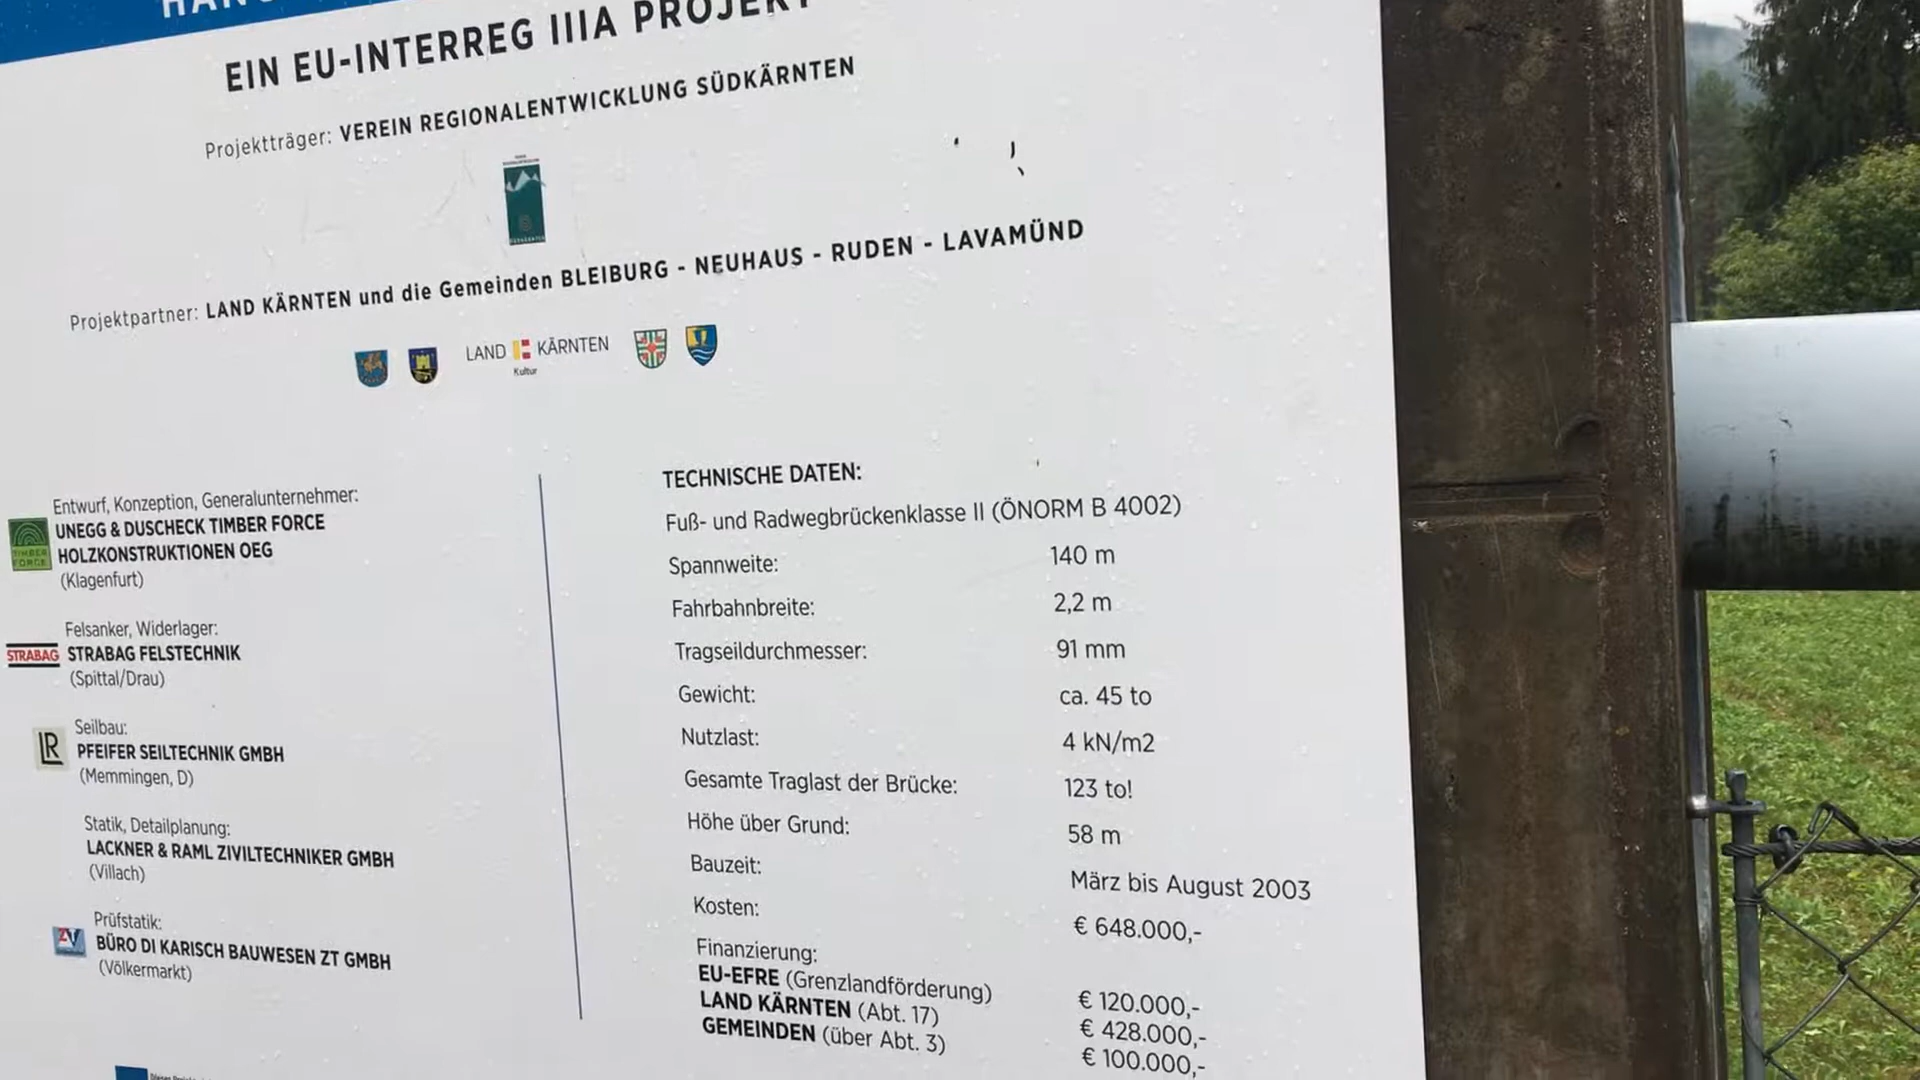 EIN EU-INTERREG IIIA PROJEKT
Projektträger: VEREIN REGIONALENTWICKLUNG SÜDKÄRNTEN
Projektpartner: LAND KÄRNTEN und die Gemeinden BLEIBURG - NEUHAUS - RUDEN - LAVAMÜND
LAND KÄRNTEN
Kultur
Entwurf, Konzeption, Generalunternehmer:
UNEGG & DUSCHECK TIMBER FORCE
HOLZKONSTRUKTIONEN OEG
(Klagenfurt)
TIMBER
FORCE
Felsanker, Widerlager:
STRABAG STRABAG FELSTECHNIK
(Spittal/Drau)
Seilbau:
PFEIFER SEILTECHNIK GMBH
(Memmingen, D)
Statik, Detailplanung:
LACKNER & RAML ZIVILTECHNIKER GMBH
(Villach)
Prüfstatik:
BÜRO DI KARISCH BAUWESEN ZT GMBH
(Völkermarkt)
TECHNISCHE DATEN:
Fuß- und Radwegbrückenklasse II (ÖNORM B 4002)
Spannweite: 140 m
Fahrbahnbreite: 2,2 m
Tragseildurchmesser: 91 mm
Gewicht: ca. 45 to
Nutzlast: 4 kN/m2
Gesamte Traglast der Brücke: 123 to!
Höhe über Grund: 58 m
Bauzeit: März bis August 2003
Kosten: € 648.000,-
Finanzierung:
EU-EFRE (Grenzlandförderung) € 120.000,-
LAND KÄRNTEN (Abt. 17) € 428.000,-
GEMEINDEN (über Abt. 3) € 100.000,-